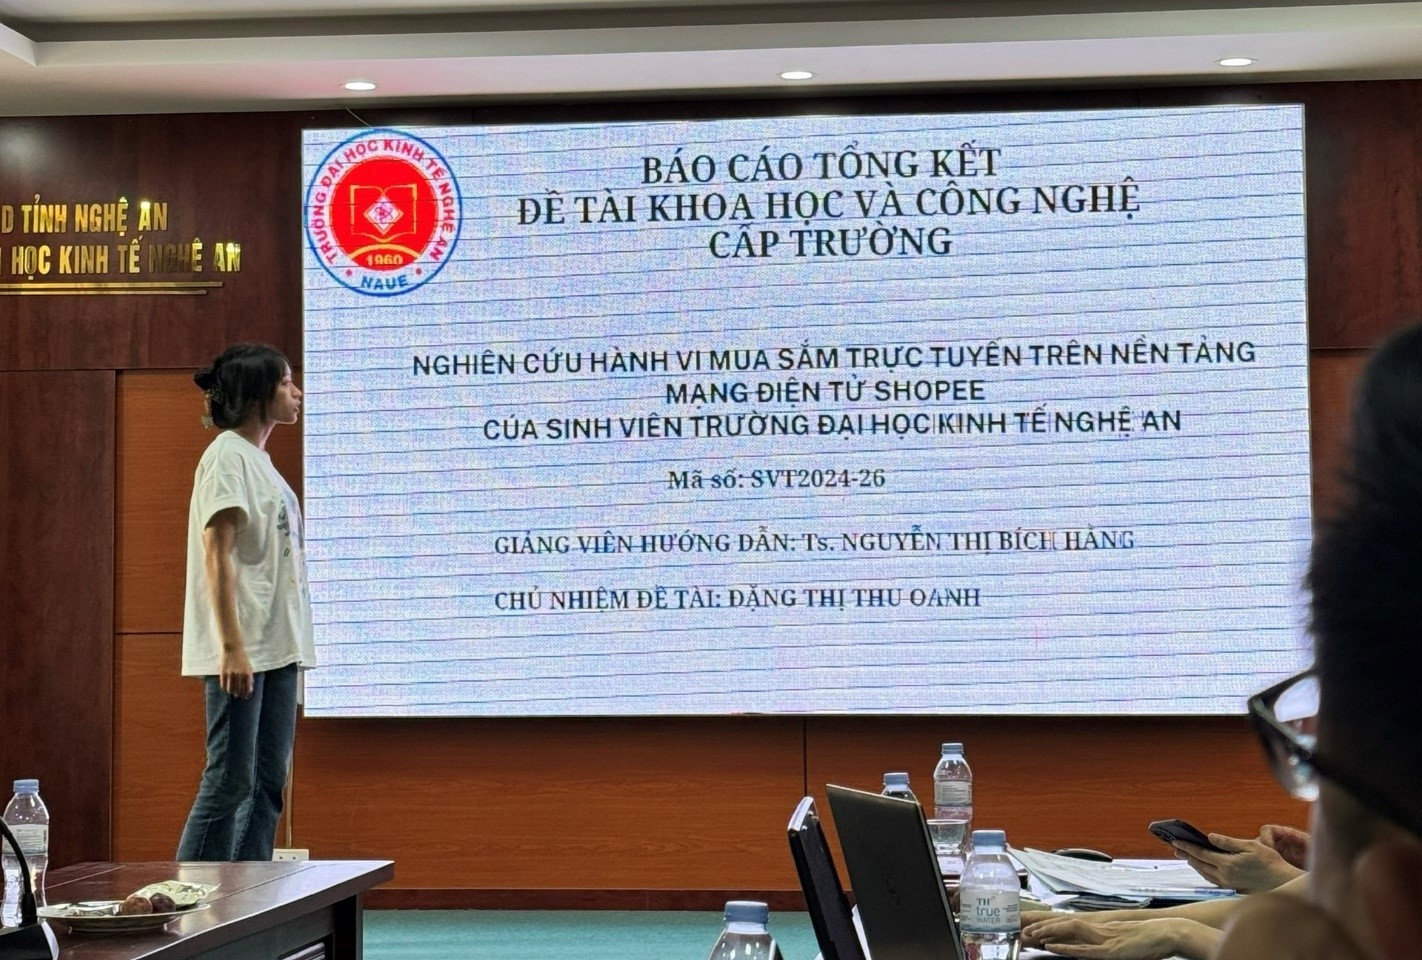 D TỈNH NGHỆ AN
HỌC KINH TẾ NGHỆ AN
TRƯỜNG ĐẠI HỌC KINH TẾ NGHỆ AN
1960
NAUE
BÁO CÁO TỔNG KẾT
ĐỀ TÀI KHOA HỌC VÀ CÔNG NGHỆ
CẤP TRƯỜNG
NGHIÊN CỨU HÀNH VI MUA SẮM TRỰC TUYẾN TRÊN NỀN TẢNG
MẠNG ĐIỆN TỬ SHOPEE
CỦA SINH VIÊN TRƯỜNG ĐẠI HỌC KINH TẾ NGHỆ AN
Mã số: SVT2024-26
GIẢNG VIÊN HƯỚNG DẪN: Ts. NGUYỄN THỊ BÍCH HẰNG
CHỦ NHIỆM ĐỀ TÀI: ĐẶNG THỊ THU OANH
TH
true
WATER